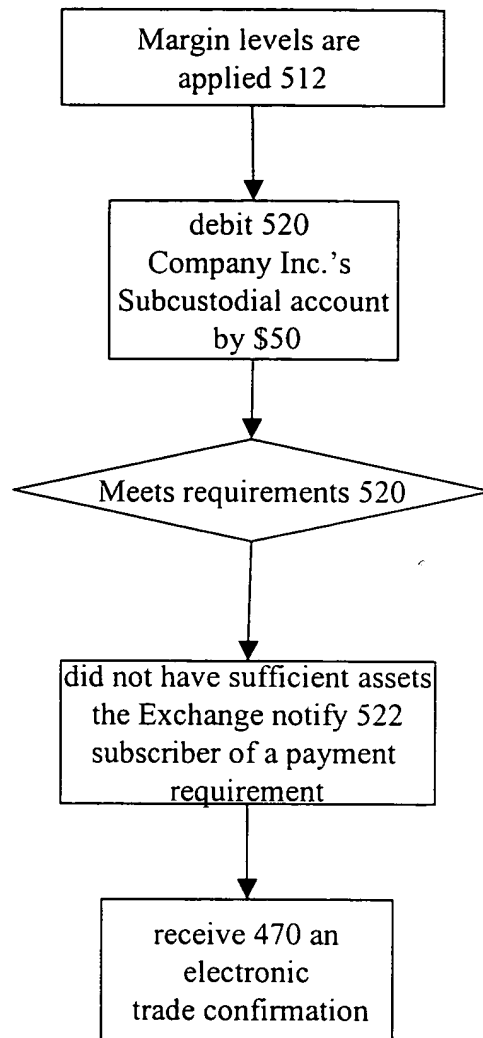 Margin levels are
applied 512
debit 520
Company Inc.'s
Subcustodial account
by $50
Meets requirements 520
did not have sufficient assets
the Exchange notify 522
subscriber of a payment
requirement
receive 470 an
electronic
trade confirmation